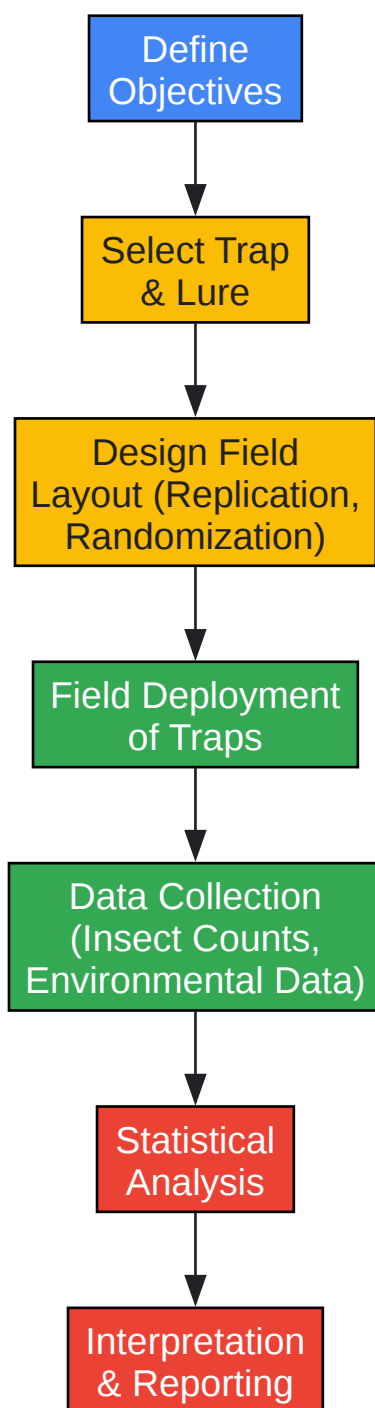 Define
Objectives
Select Trap
& Lure
Design Field
Layout (Replication,
Randomization)
Field Deployment
of Traps
Data Collection
(Insect Counts,
Environmental Data)
Statistical
Analysis
Interpretation
& Reporting